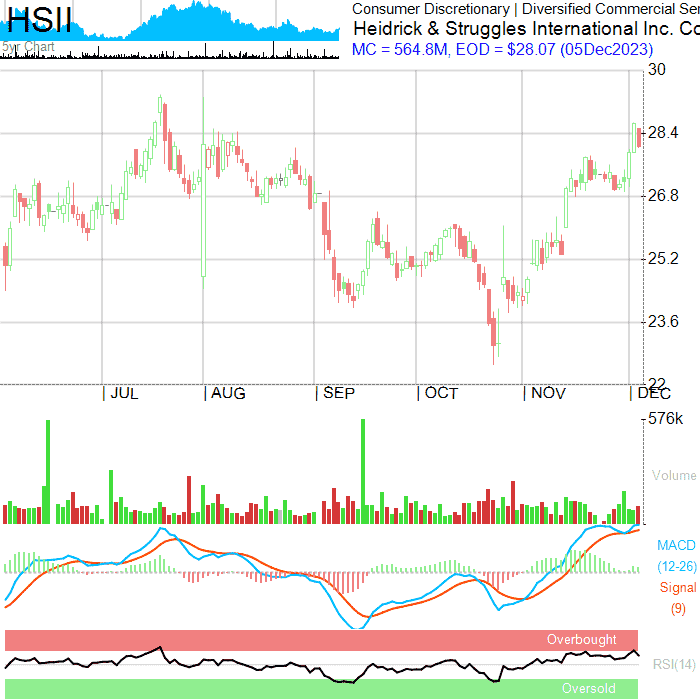 HSII
5yr Chart
Consumer Discretionary | Diversified Commercial Ser
Heidrick & Struggles International Inc. Co
MC = 564.8M, EOD = $28.07 (05Dec2023)
30
28.4
26.8
25.2
23.6
22
| JUL | AUG | SEP | OCT | NOV | DEC
576k
Volume
MACD
(12-26)
Signal
(9)
Overbought
RSI(14)
Oversold